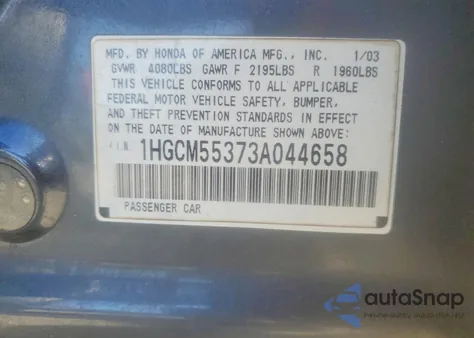 MFD. BY HONDA OF AMERICA MFG., INC. 1/03
GVWR 4080LBS GAWR F 2195LBS R 1960LBS
THIS VEHICLE CONFORMS TO ALL APPLICABLE
FEDERAL MOTOR VEHICLE SAFETY, BUMPER,
AND THEFT PREVENTION STANDARDS IN EFFECT
ON THE DATE OF MANUFACTURE SHOWN ABOVE:
V.I.N. 1HGCM55373A044658
PASSENGER CAR
autoSnap